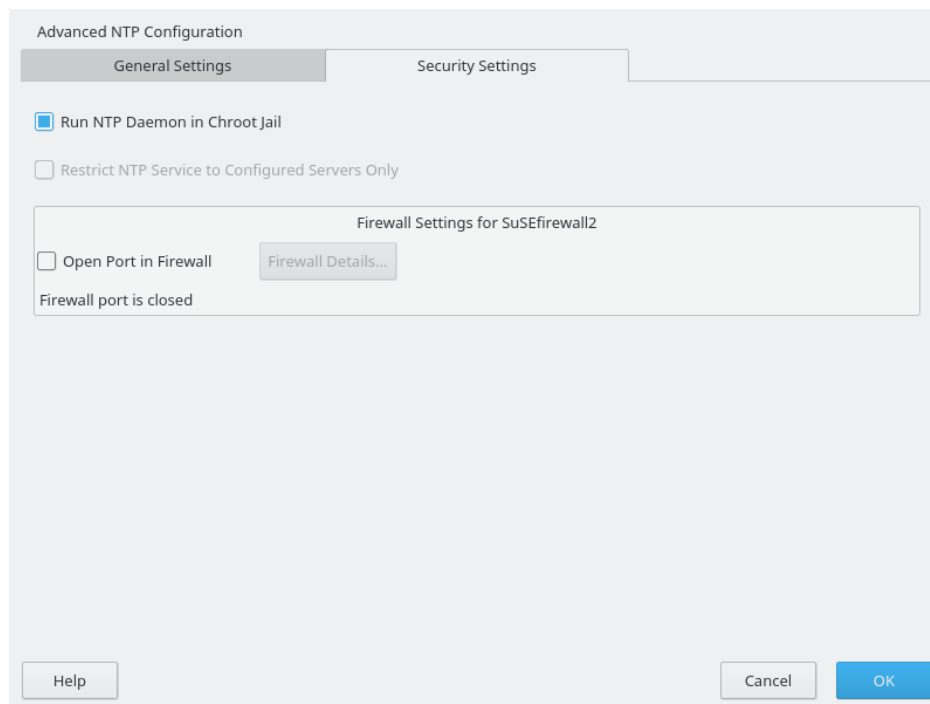 Advanced NTP Configuration
General Settings Security Settings
Run NTP Daemon in Chroot Jail
Restrict NTP Service to Configured Servers Only
Firewall Settings for SuSEfirewall2
Open Port in Firewall Firewall Details...
Firewall port is closed
Help Cancel OK